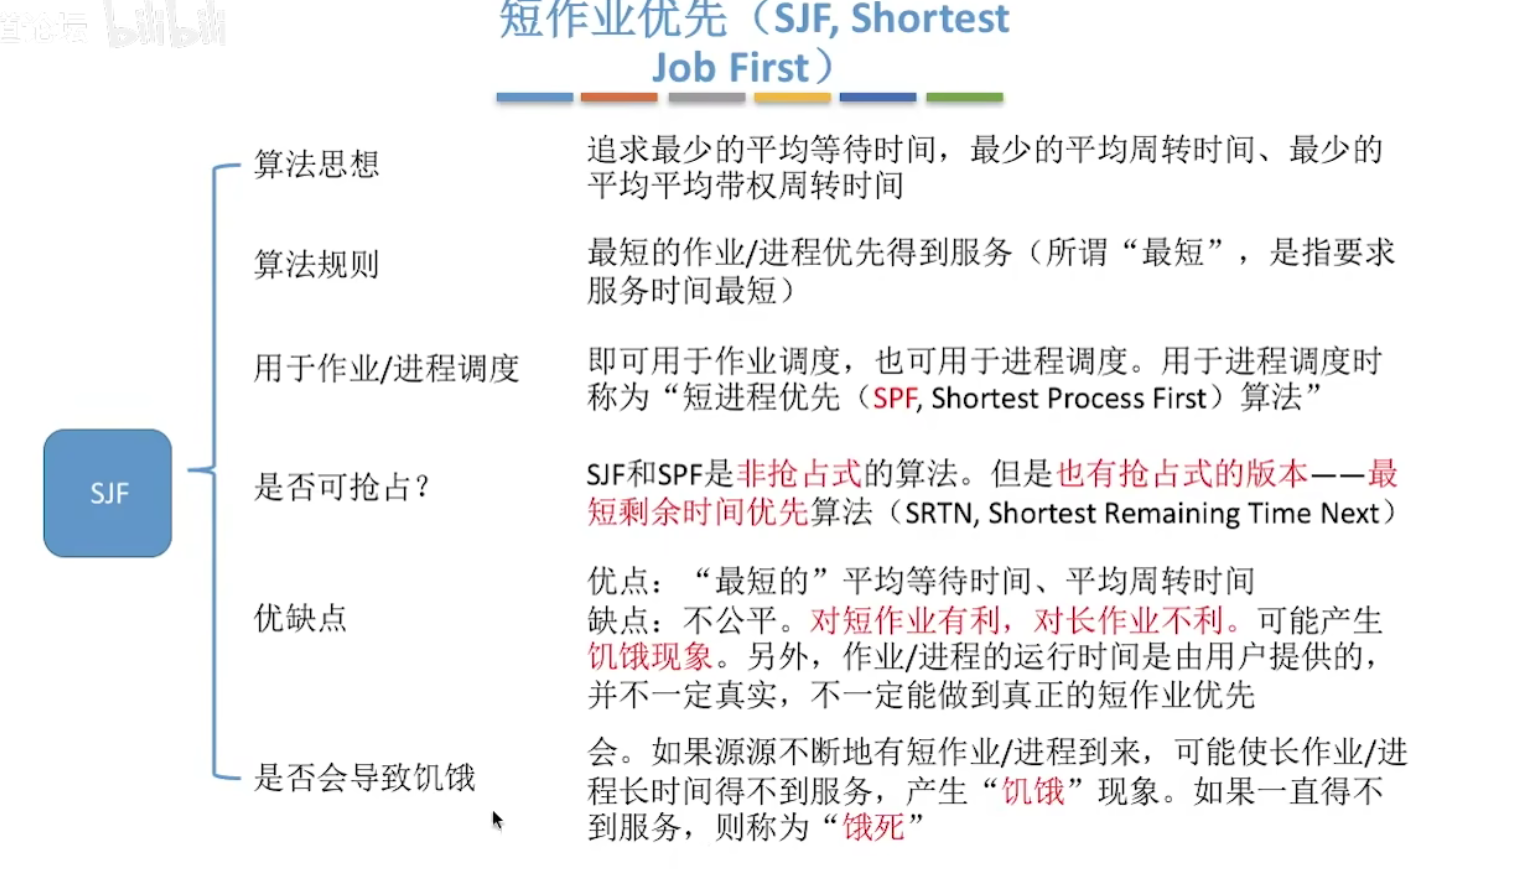 bilibili
短作业优先（SJF, Shortest
Job First）
算法思想
追求最少的平均等待时间，最少的平均周转时间、最少的
平均平均带权周转时间
算法规则
最短的作业/进程优先得到服务（所谓“最短”，是指要求
服务时间最短）
用于作业/进程调度
即可用于作业调度，也可用于进程调度。用于进程调度时
称为“短进程优先（SPF, Shortest Process First）算法”
SJF
是否可抢占？
SJF和SPF是非抢占式的算法。但是也有抢占式的版本——最
短剩余时间优先算法（SRTN, Shortest Remaining Time Next）
优缺点
优点：“最短的”平均等待时间、平均周转时间
缺点：不公平。对短作业有利，对长作业不利。可能产生
饥饿现象。另外，作业/进程的运行时间是由用户提供的，
并不一定真实，不一定能做到真正的短作业优先
是否会导致饥饿
会。如果源源不断地有短作业/进程到来，可能使长作业/进
程长时间得不到服务，产生“饥饿”现象。如果一直得不
到服务，则称为“饿死”